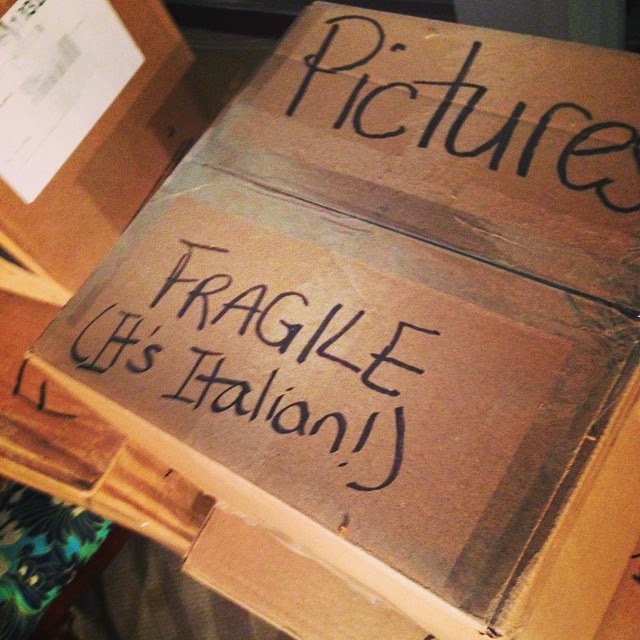 Pictures
FRAGILE
(It's Italian!)